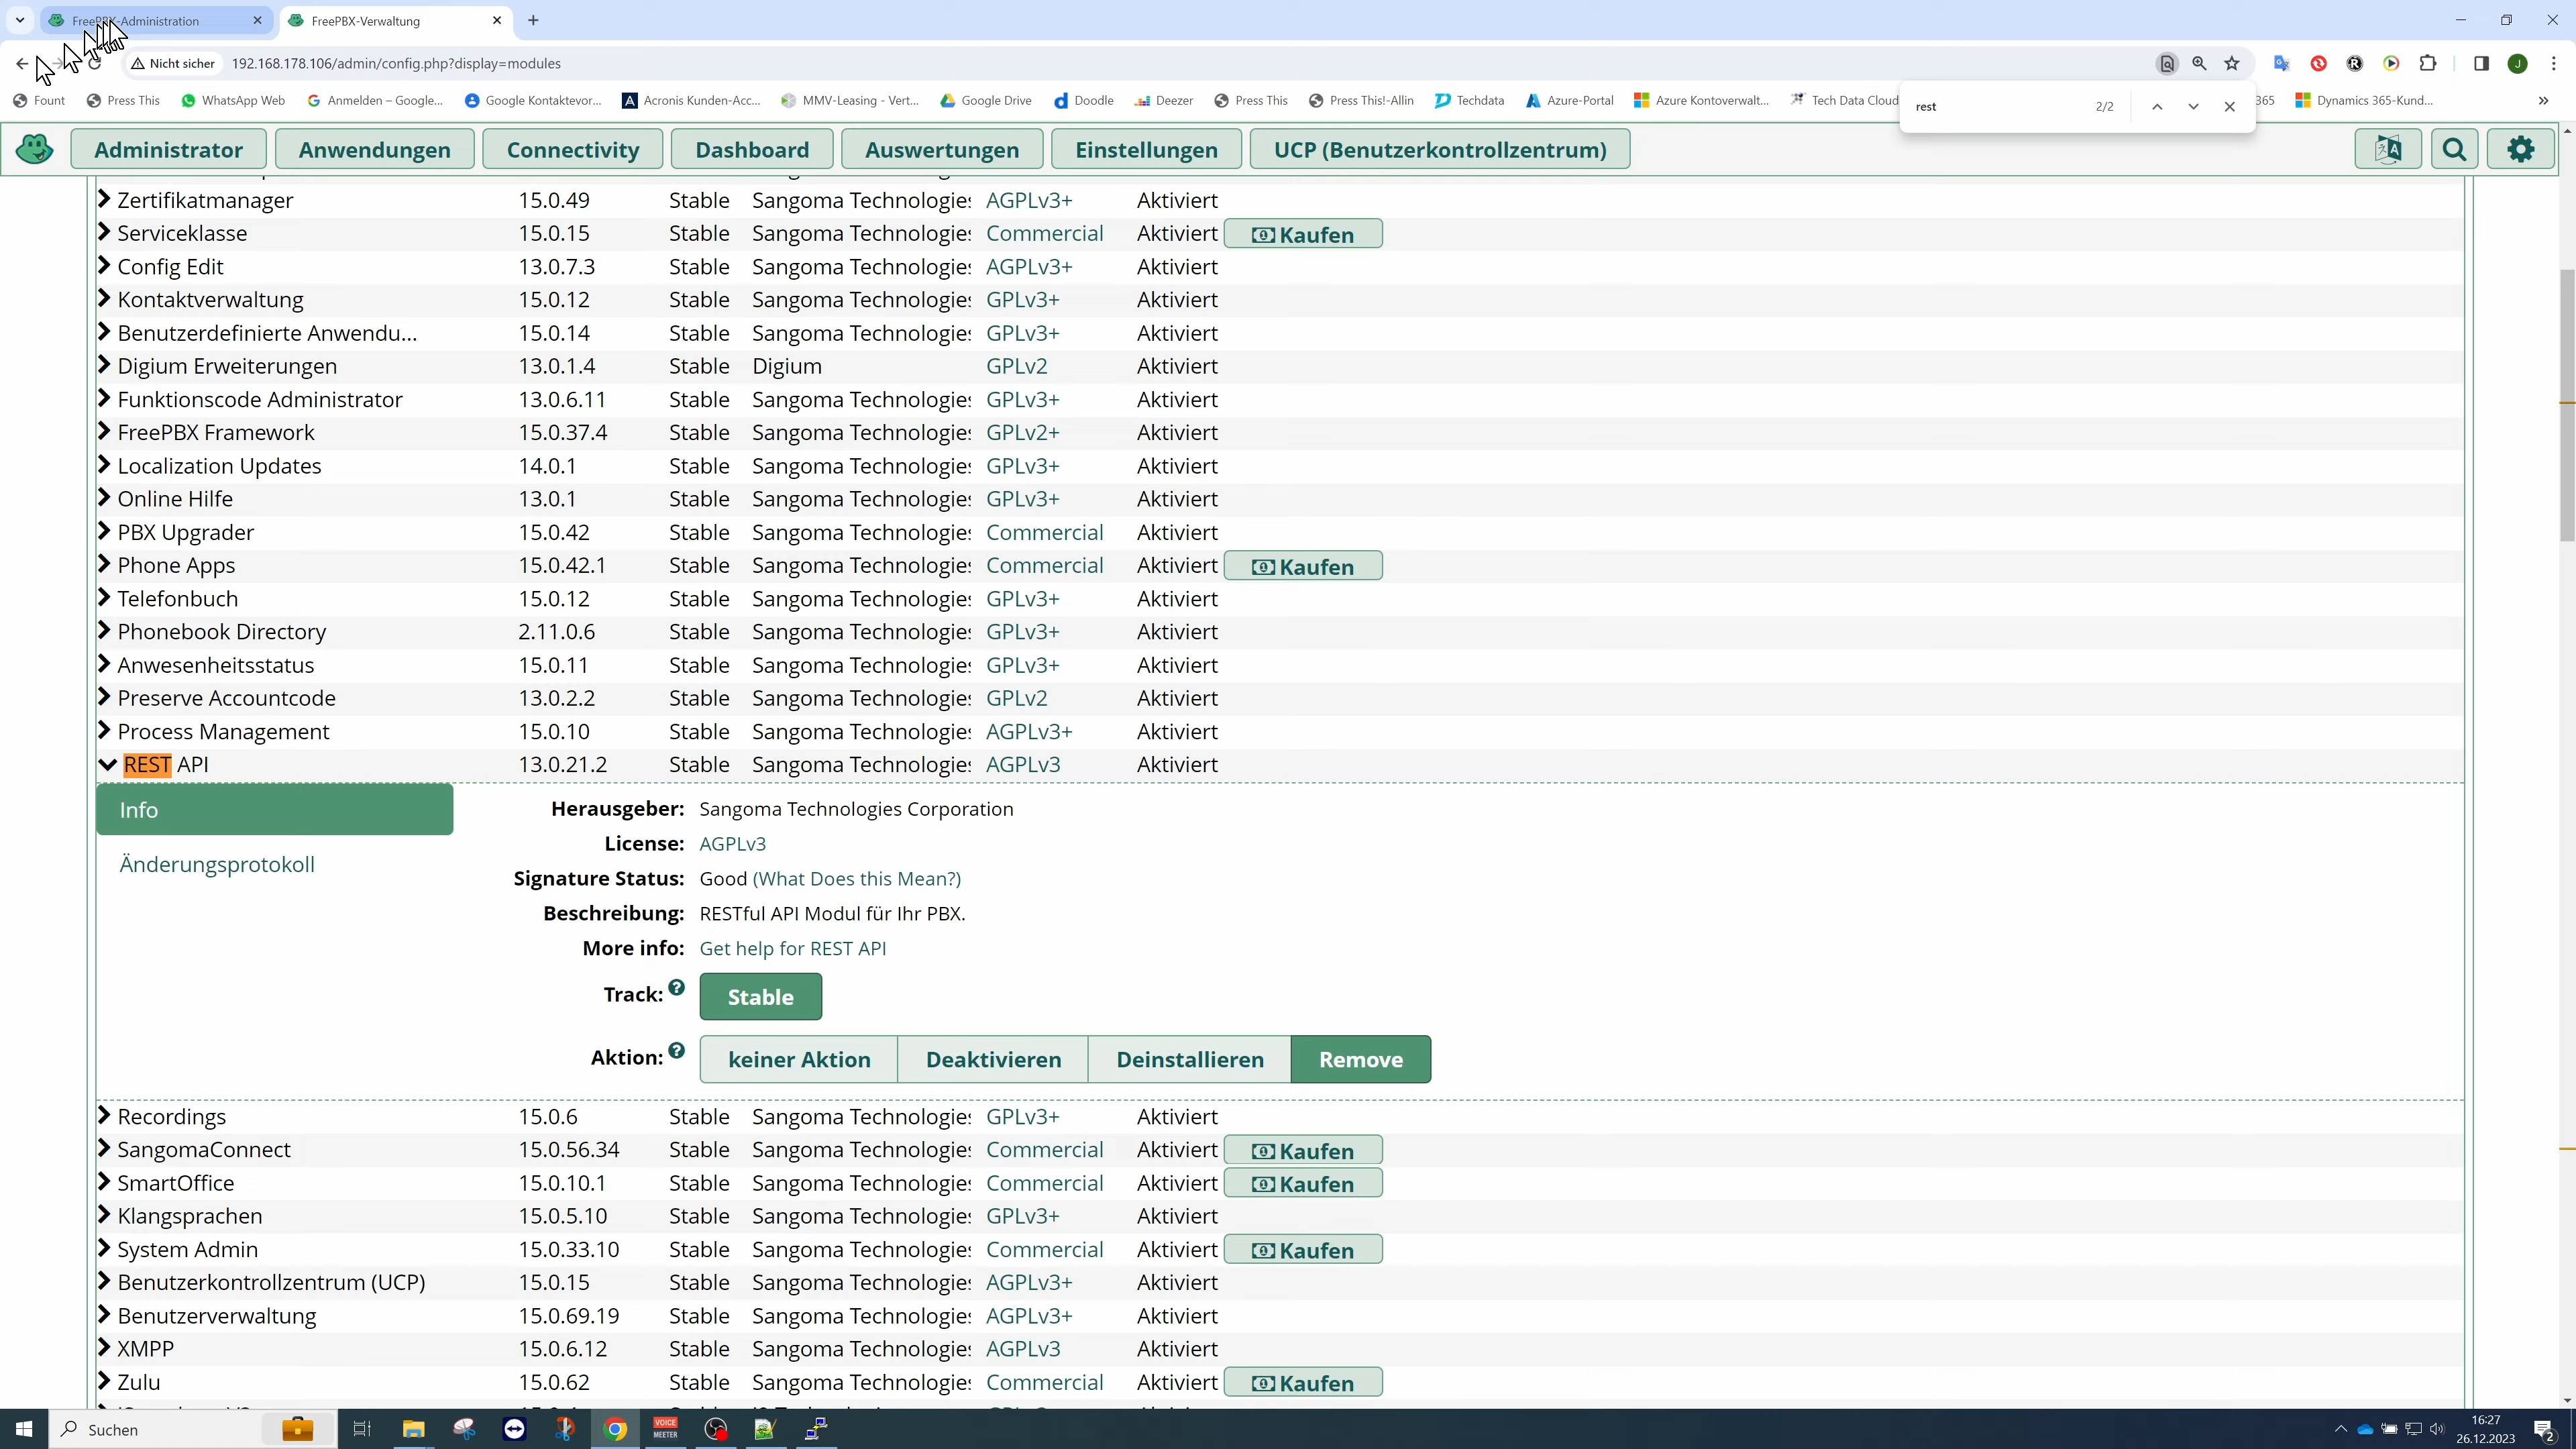 FreePBX-Administration
FreePBX-Verwaltung
Nicht sicher
192.168.178.106/admin/config.php?display=modules
Fount
Press This
WhatsApp Web
Anmelden – Google...
Google Kontaktevor...
Acronis Kunden-Acc...
MMV-Leasing - Vert...
Google Drive
Doodle
Deezer
Press This
Press This!-Allin
Techdata
Azure-Portal
Azure Kontoverwalt...
Tech Data Cloud
365
Dynamics 365-Kund...
rest 2/2
Administrator
Anwendungen
Connectivity
Dashboard
Auswertungen
Einstellungen
UCP (Benutzerkontrollzentrum)
Zertifikatmanager 15.0.49 Stable Sangoma Technologie AGPLv3+ Aktiviert
Serviceklasse 15.0.15 Stable Sangoma Technologie Commercial Aktiviert Kaufen
Config Edit 13.0.7.3 Stable Sangoma Technologie AGPLv3+ Aktiviert
Kontaktverwaltung 15.0.12 Stable Sangoma Technologie GPLv3+ Aktiviert
Benutzerdefinierte Anwendu... 15.0.14 Stable Sangoma Technologie GPLv3+ Aktiviert
Digium Erweiterungen 13.0.1.4 Stable Digium GPLv2 Aktiviert
Funktionscode Administrator 13.0.6.11 Stable Sangoma Technologie GPLv3+ Aktiviert
FreePBX Framework 15.0.37.4 Stable Sangoma Technologie GPLv2+ Aktiviert
Localization Updates 14.0.1 Stable Sangoma Technologie GPLv3+ Aktiviert
Online Hilfe 13.0.1 Stable Sangoma Technologie GPLv3+ Aktiviert
PBX Upgrader 15.0.42 Stable Sangoma Technologie Commercial Aktiviert
Phone Apps 15.0.42.1 Stable Sangoma Technologie Commercial Aktiviert Kaufen
Telefonbuch 15.0.12 Stable Sangoma Technologie GPLv3+ Aktiviert
Phonebook Directory 2.11.0.6 Stable Sangoma Technologie GPLv3+ Aktiviert
Anwesenheitsstatus 15.0.11 Stable Sangoma Technologie GPLv3+ Aktiviert
Preserve Accountcode 13.0.2.2 Stable Sangoma Technologie GPLv2 Aktiviert
Process Management 15.0.10 Stable Sangoma Technologie AGPLv3+ Aktiviert
REST API 13.0.21.2 Stable Sangoma Technologie AGPLv3 Aktiviert
Info
Änderungsprotokoll
Herausgeber: Sangoma Technologies Corporation
License: AGPLv3
Signature Status: Good (What Does this Mean?)
Beschreibung: RESTful API Modul für Ihr PBX.
More info: Get help for REST API
Track: Stable
Aktion: keiner Aktion Deaktivieren Deinstallieren Remove
Recordings 15.0.6 Stable Sangoma Technologie GPLv3+ Aktiviert
SangomaConnect 15.0.56.34 Stable Sangoma Technologie Commercial Aktiviert Kaufen
SmartOffice 15.0.10.1 Stable Sangoma Technologie Commercial Aktiviert Kaufen
Klangsprachen 15.0.5.10 Stable Sangoma Technologie GPLv3+ Aktiviert
System Admin 15.0.33.10 Stable Sangoma Technologie Commercial Aktiviert Kaufen
Benutzerkontrollzentrum (UCP) 15.0.15 Stable Sangoma Technologie AGPLv3+ Aktiviert
Benutzerverwaltung 15.0.69.19 Stable Sangoma Technologie AGPLv3+ Aktiviert
XMPP 15.0.6.12 Stable Sangoma Technologie AGPLv3 Aktiviert
Zulu 15.0.62 Stable Sangoma Technologie Commercial Aktiviert Kaufen
Suchen
VOICE
MEETER
16:27
26.12.2023
2